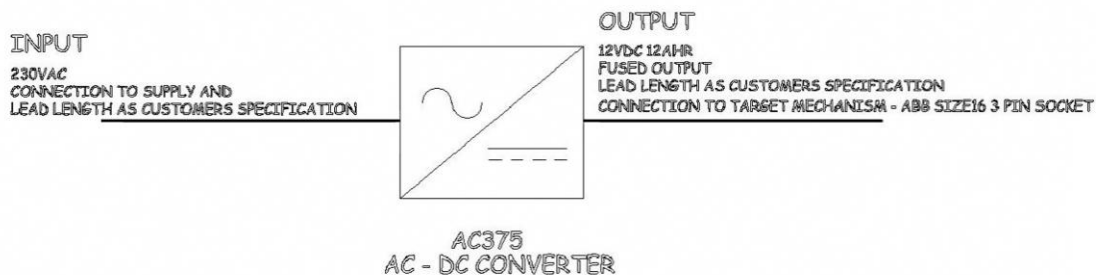 INPUT
230VAC
CONNECTION TO SUPPLY AND
LEAD LENGTH AS CUSTOMERS SPECIFICATION
OUTPUT
12VDC 12AHR
FUSED OUTPUT
LEAD LENGTH AS CUSTOMERS SPECIFICATION
CONNECTION TO TARGET MECHANISM - ABB SIZE16 3 PIN SOCKET
AC375
AC - DC CONVERTER